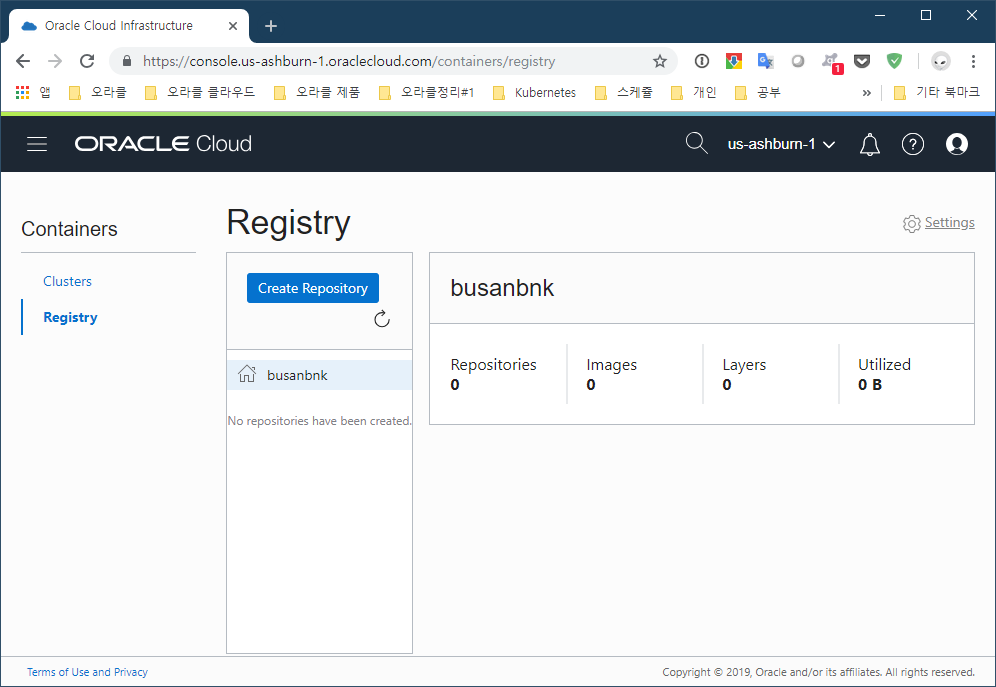 Oracle Cloud Infrastructure
https://console.us-ashburn-1.oraclecloud.com/containers/registry
1
앱 오라클 오라클 클라우드 오라클 제품 오라클정리#1 Kubernetes 스케쥴 개인 공부 » 기타 북마크
ORACLE Cloud
us-ashburn-1
Containers
Clusters
Registry
Registry
Settings
Create Repository
busanbnk
No repositories have been created.
busanbnk
Repositories Images Layers Utilized
0 0 0 0 B
Terms of Use and Privacy
Copyright © 2019, Oracle and/or its affiliates. All rights reserved.